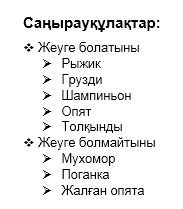 Саңырауқұлақтар:
❖ Жеуге болатыны
➢ Рыжик
➢ Грузди
➢ Шампиньон
➢ Опят
➢ Толқынды
❖ Жеуге болмайтыны
➢ Мухомор
➢ Поганка
➢ Жалған опята